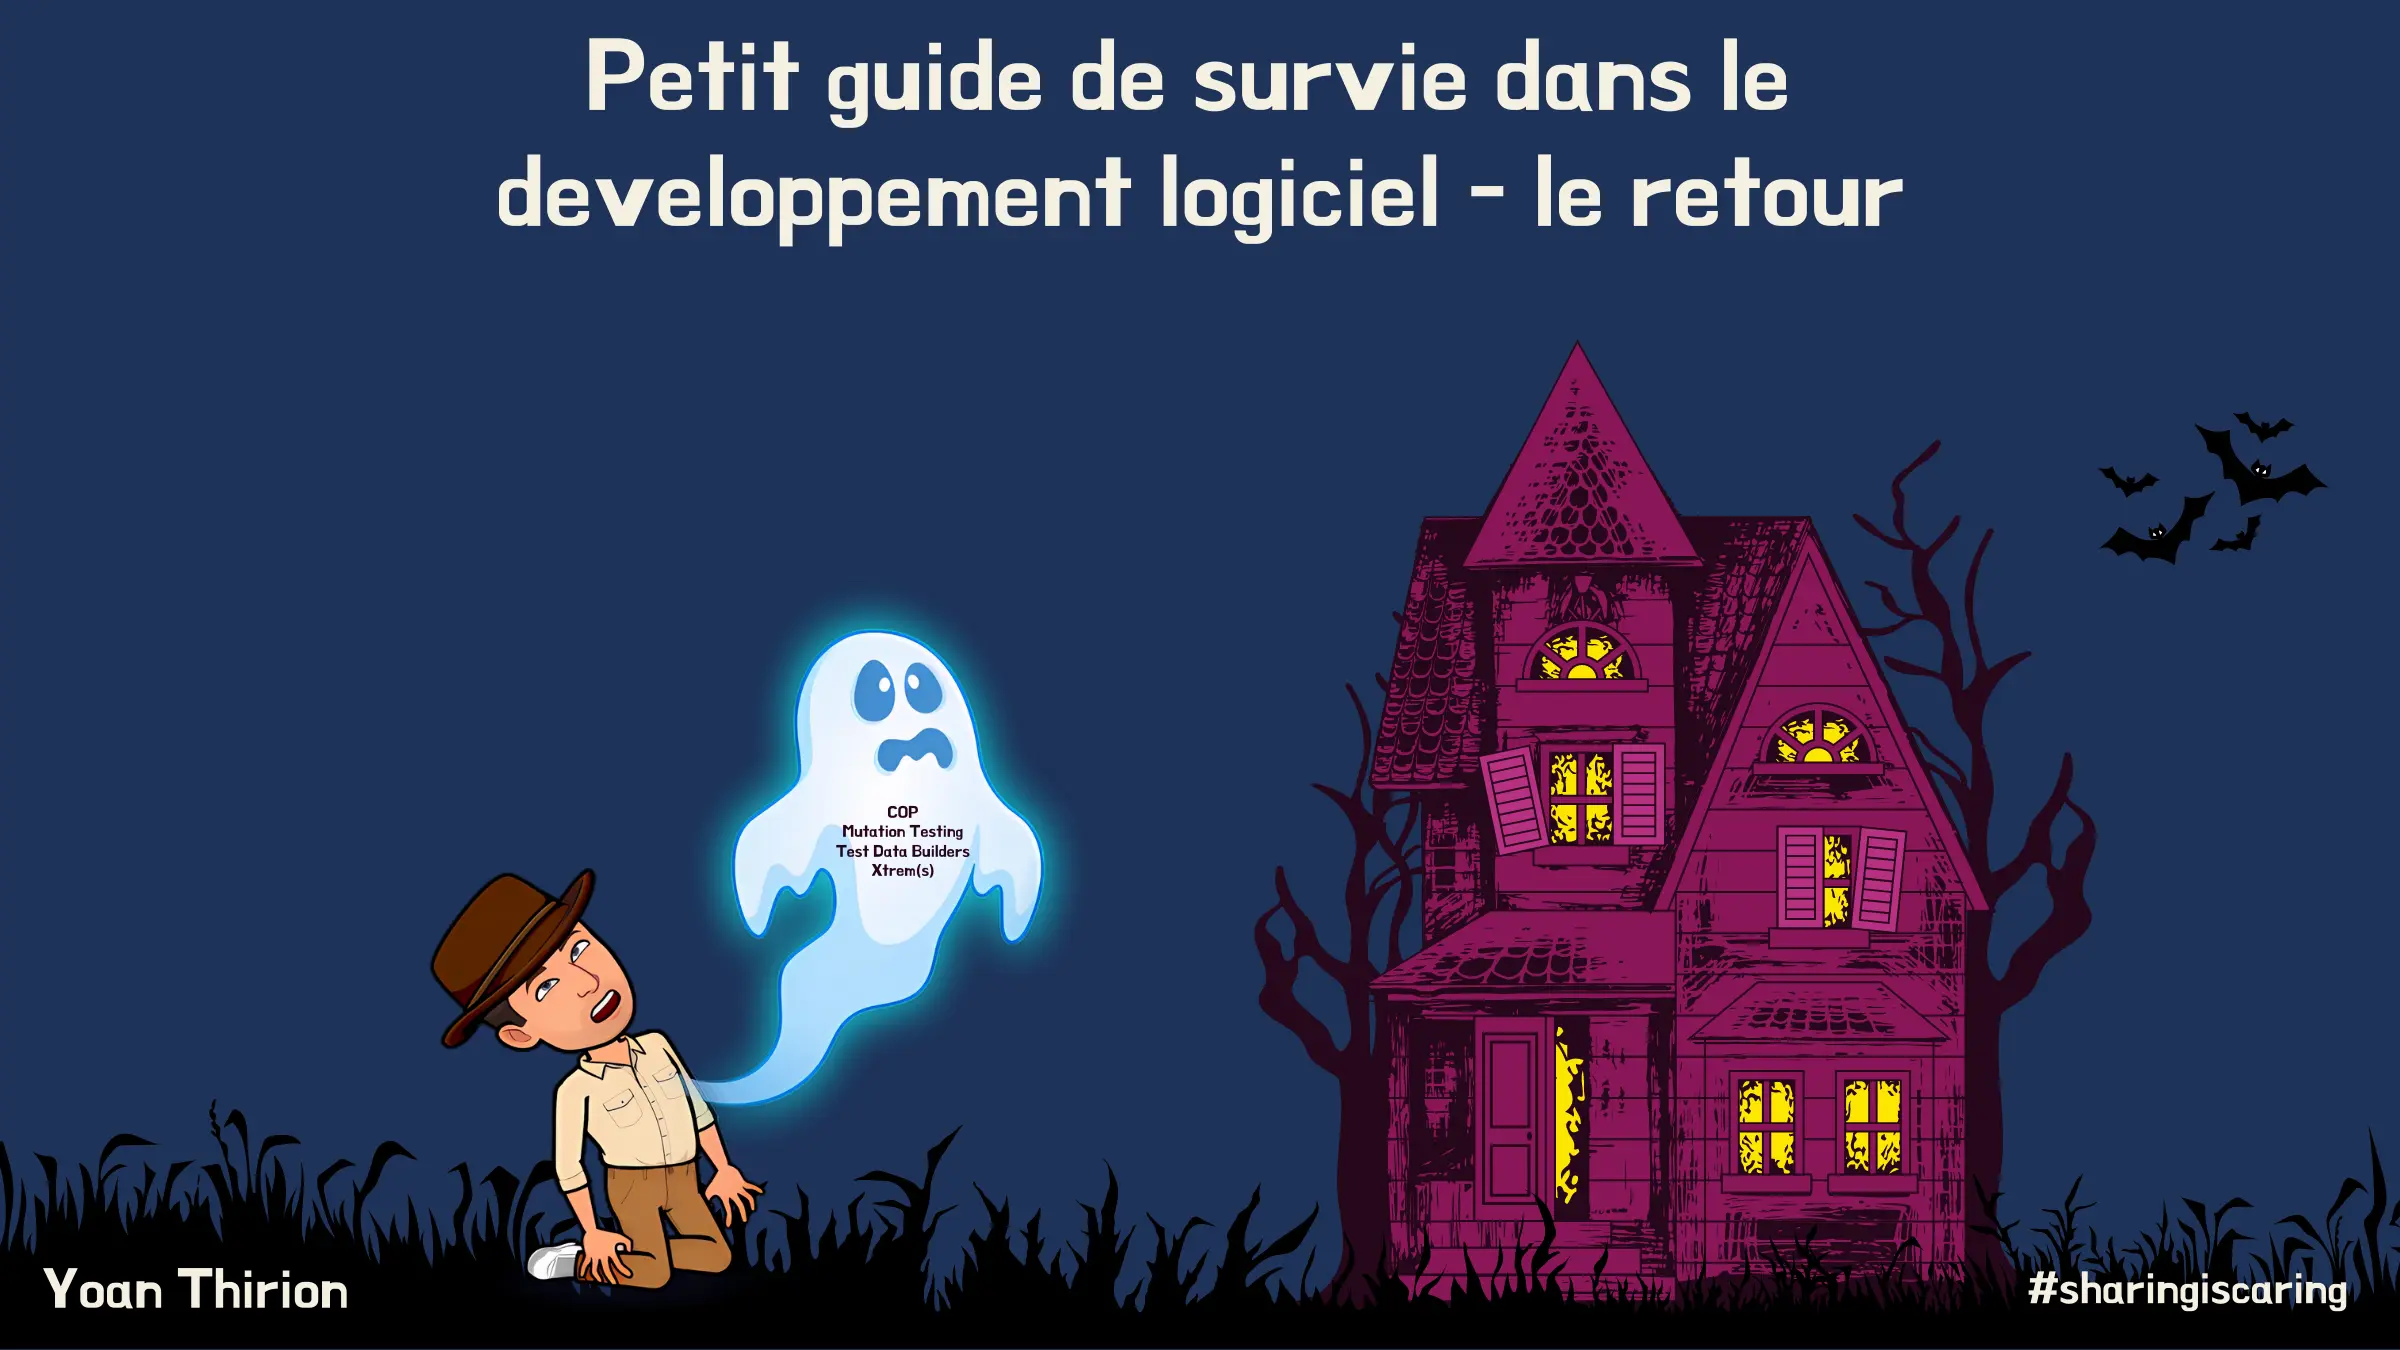 Petit guide de survie dans le
developpement logiciel - le retour
COP
Mutation Testing
Test Data Builders
Xtrem(s)
Yoan Thirion
#sharingiscaring